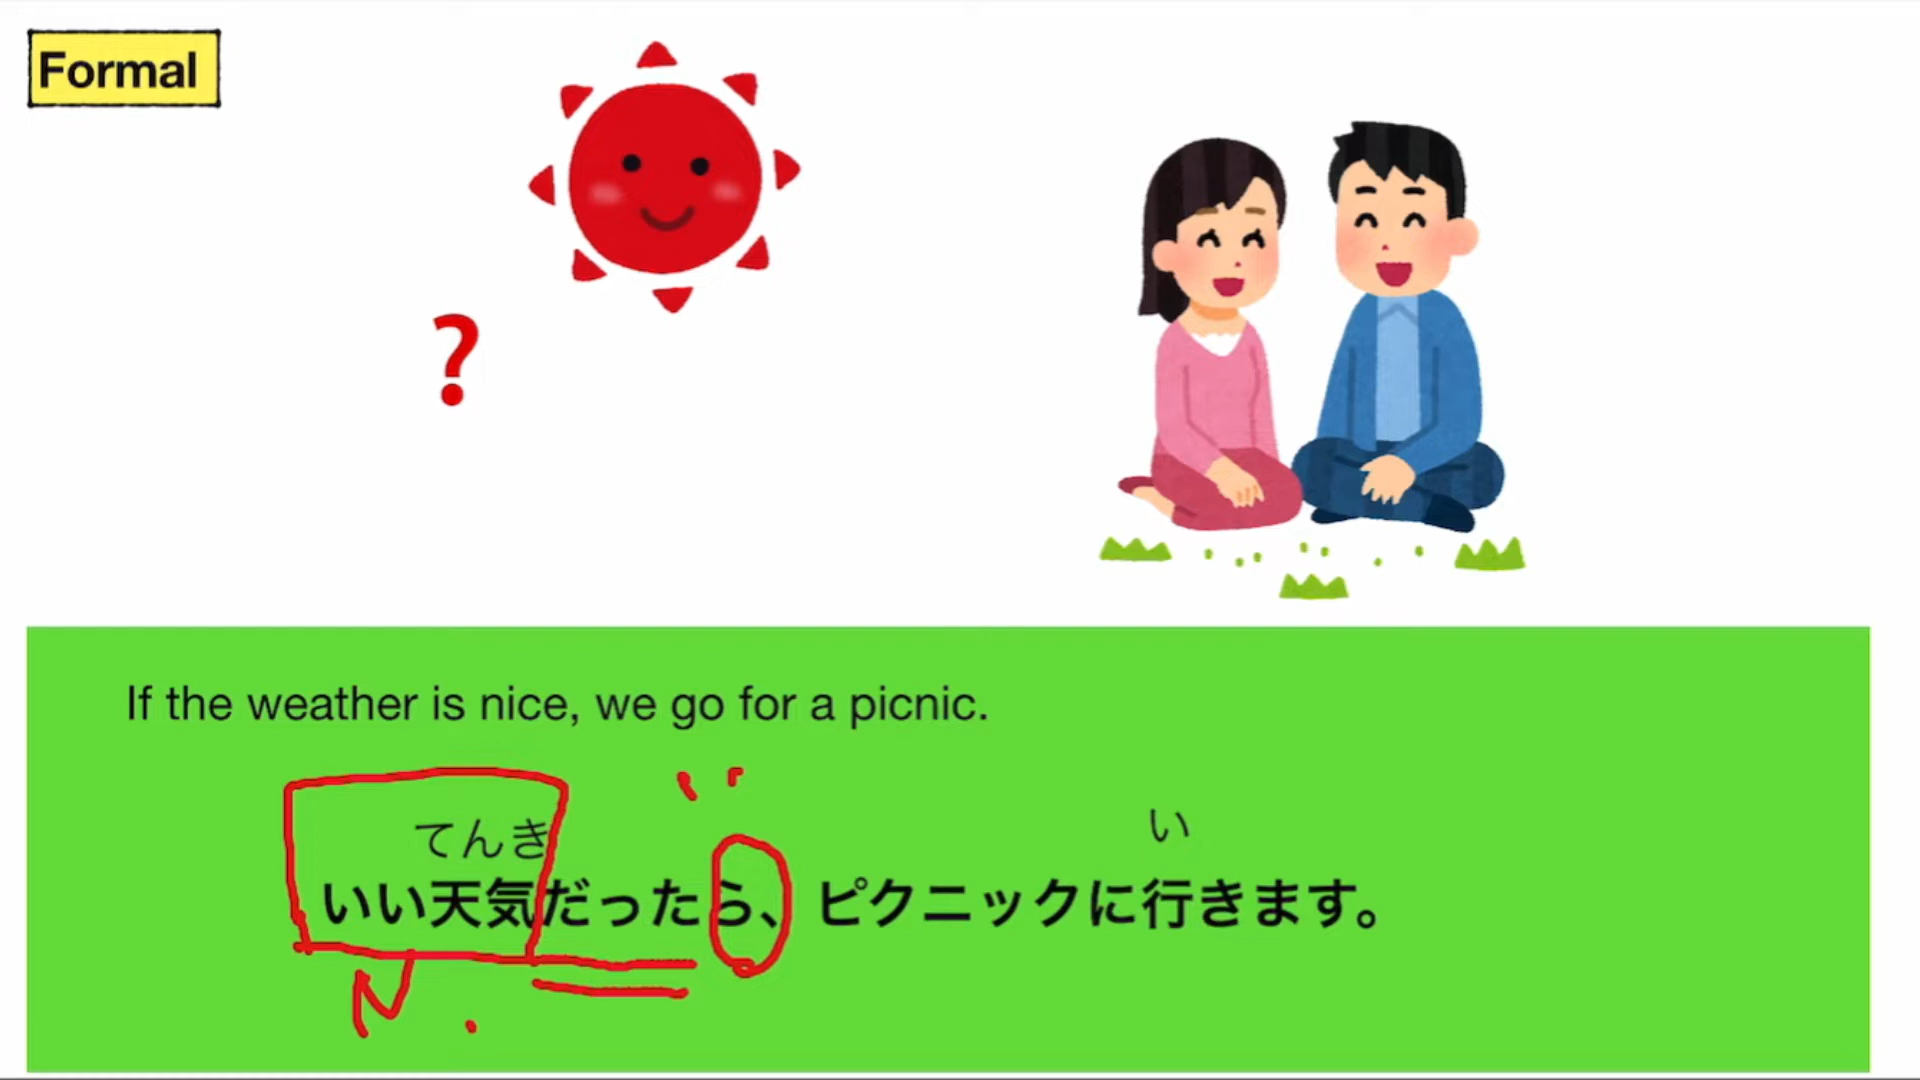 Formal
?
If the weather is nice, we go for a picnic.
てんき い
いい天気だったら、ピクニックに行きます。
N.